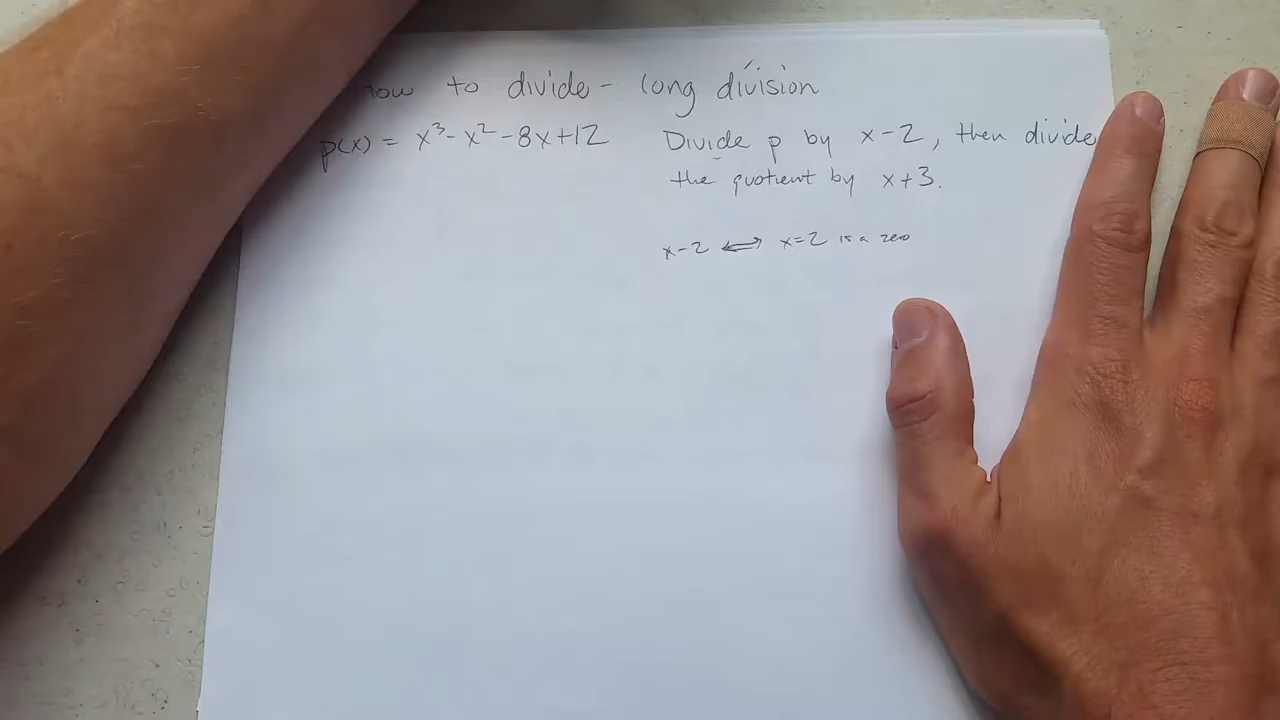 to divide - long division
p(x) = x³ - x² - 8x + 12
Divide p by x - 2, then divide
the quotient by x + 3.
x - 2 ⟺ x = 2 is a zero